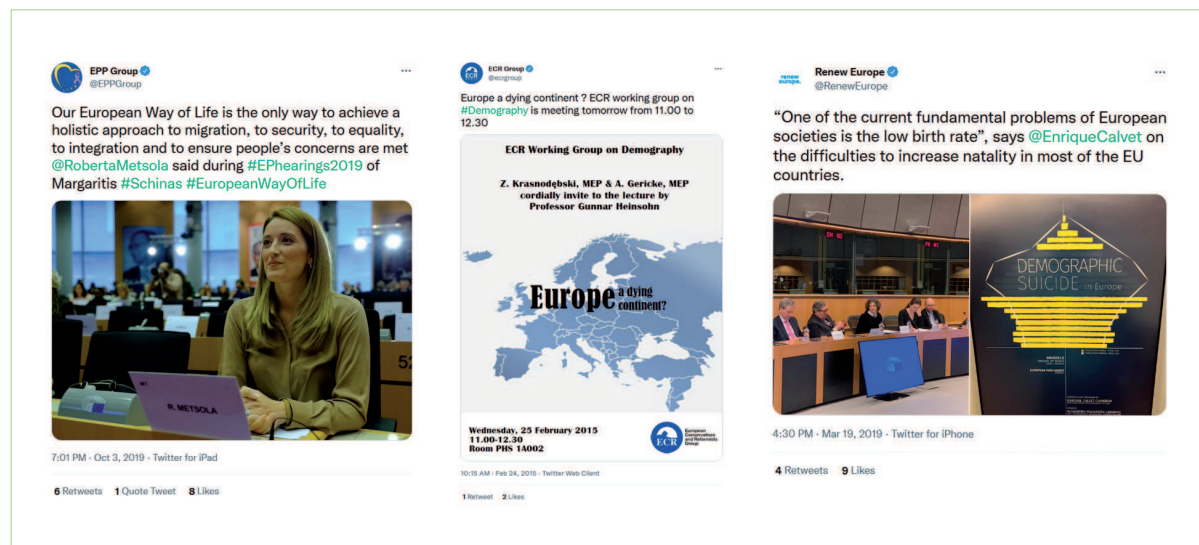 EPP Group
@EPPGroup
Our European Way of Life is the only way to achieve a
holistic approach to migration, to security, to equality,
to integration and to ensure people's concerns are met
@RobertaMetsola said during #EPhearings2019 of
Margaritis #Schinas #EuropeanWayOfLife
52
MT
R. METSOLA
7:01 PM · Oct 3, 2019 · Twitter for iPad
6 Retweets 1 Quote Tweet 8 Likes
ECR Group
@ecrgroup
Europe a dying continent ? ECR working group on
#Demography is meeting tomorrow from 11.00 to
12.30
ECR Working Group on Demography
Z. Krasnodębski, MEP & A. Gericke, MEP
cordially invite to the lecture by
Professor Gunnar Heinsohn
Europe a dying
continent?
Wednesday, 25 February 2015
11.00-12.30
Room PHS 1A002
ECR
European
Conservatives
and Reformists
Group
10:15 AM · Feb 24, 2015 · Twitter Web Client
1 Retweet 2 Likes
renew
europe.
Renew Europe
@RenewEurope
“One of the current fundamental problems of European
societies is the low birth rate”, says @EnriqueCalvet on
the difficulties to increase natality in most of the EU
countries.
DEMOGRAPHIC
SUICIDE in Europe
BRUSSELS
EUROPEAN PARLIAMENT
4:30 PM · Mar 19, 2019 · Twitter for iPhone
4 Retweets 9 Likes